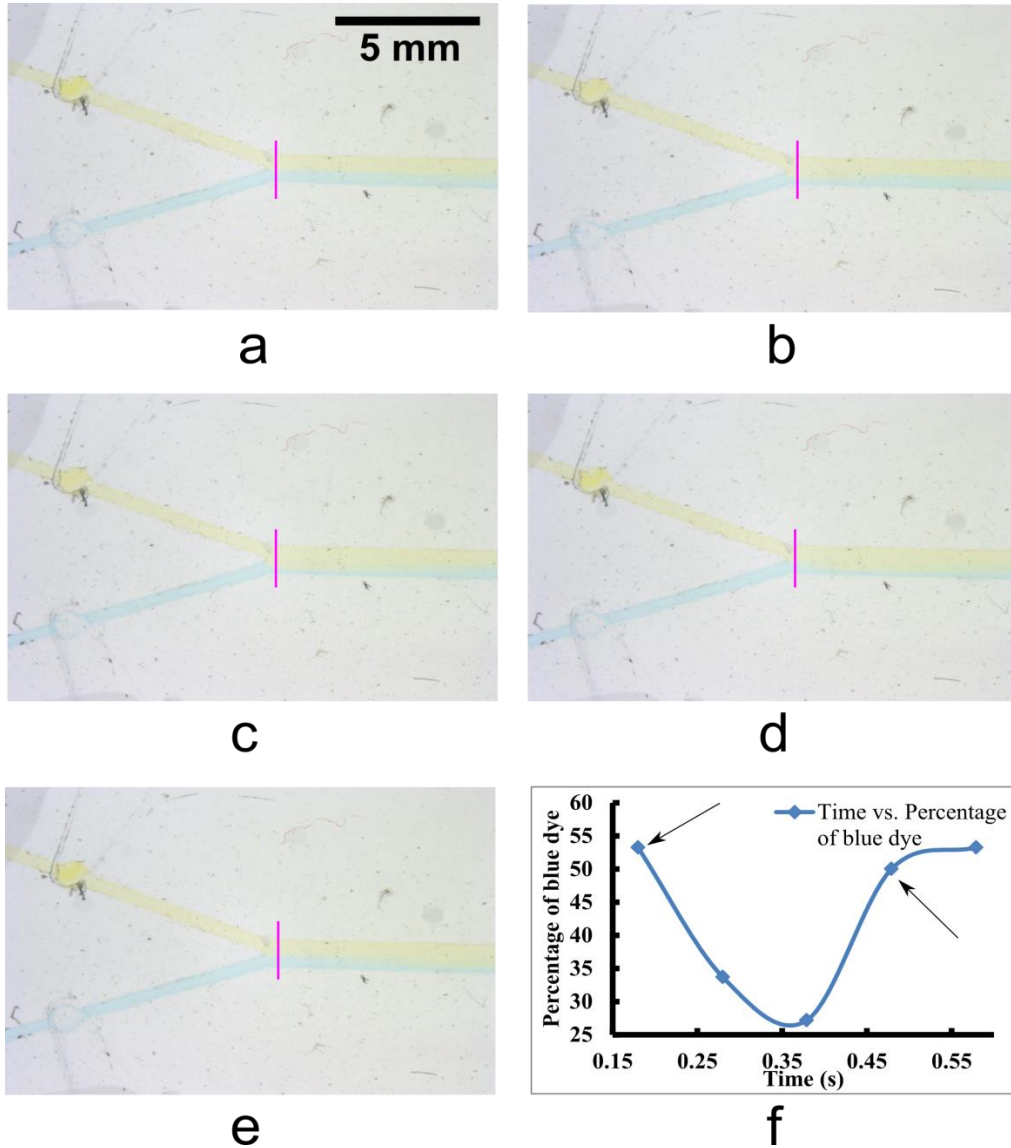 5 mm
a
b
c
d
e
60
55
50
45
40
35
30
25
Percentage of blue dye
Time vs. Percentage
of blue dye
0.15
0.25
0.35
0.45
0.55
Time (s)
f